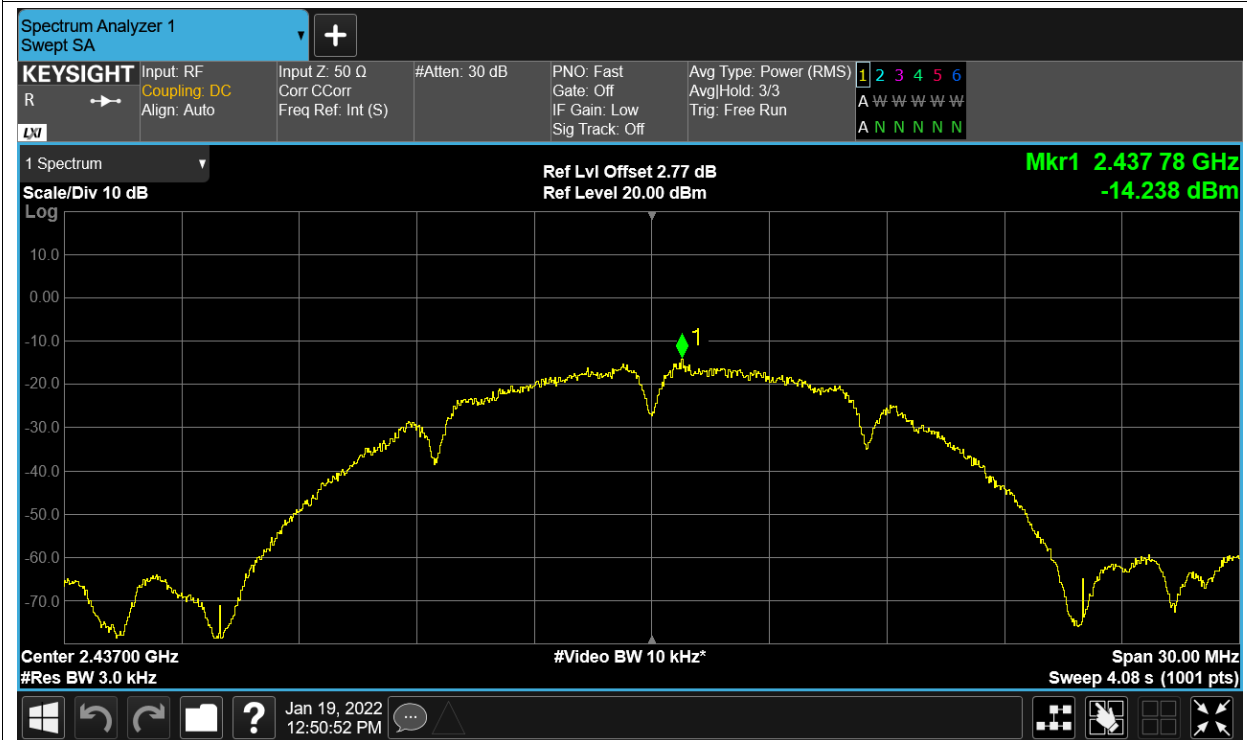 Spectrum Analyzer 1
Swept SA
+
KEYSIGHT
R
LXI
Input: RF
Coupling: DC
Align: Auto
Input Z: 50 Ω
Corr CCorr
Freq Ref: Int (S)
#Atten: 30 dB
PNO: Fast
Gate: Off
IF Gain: Low
Sig Track: Off
Avg Type: Power (RMS)
Avg|Hold: 3/3
Trig: Free Run
1 2 3 4 5 6
A W W W W W
A N N N N N
1 Spectrum
Scale/Div 10 dB
Log
Ref Lvl Offset 2.77 dB
Ref Level 20.00 dBm
Mkr1 2.437 78 GHz
-14.238 dBm
10.0
0.00
-10.0
-20.0
-30.0
-40.0
-50.0
-60.0
-70.0
1
Center 2.43700 GHz
#Res BW 3.0 kHz
#Video BW 10 kHz*
Span 30.00 MHz
Sweep 4.08 s (1001 pts)
?
Jan 19, 2022
12:50:52 PM